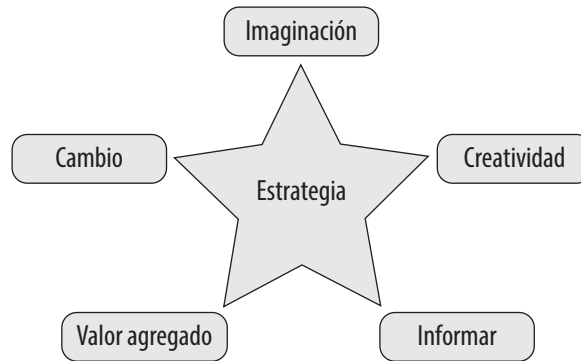 Imaginación
Cambio
Creatividad
Estrategia
Valor agregado
Informar